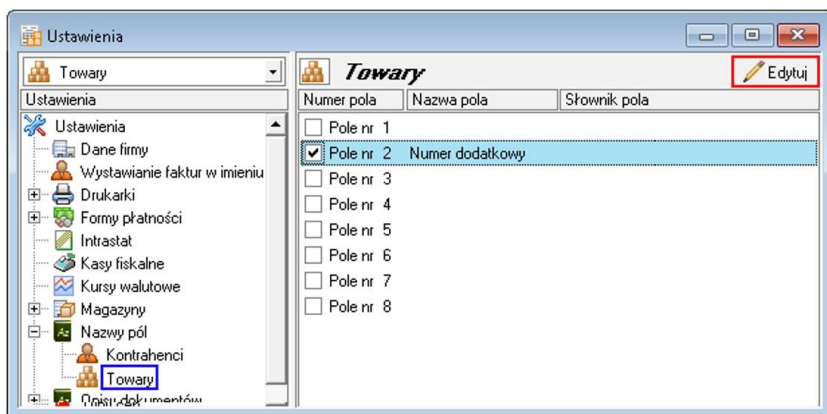 Ustawienia
Towary
Towary
Edytuj
Ustawienia
Numer pola Nazwa pola Słownik pola
Ustawienia
Dane firmy
Wystawianie faktur w imieniu
Drukarki
Formy płatności
Intrastat
Kasy fiskalne
Kursy walutowe
Magazyny
Nazwy pól
Kontrahenci
Towary
Opisy dokumentów
Pole nr 1
Pole nr 2 Numer dodatkowy
Pole nr 3
Pole nr 4
Pole nr 5
Pole nr 6
Pole nr 7
Pole nr 8